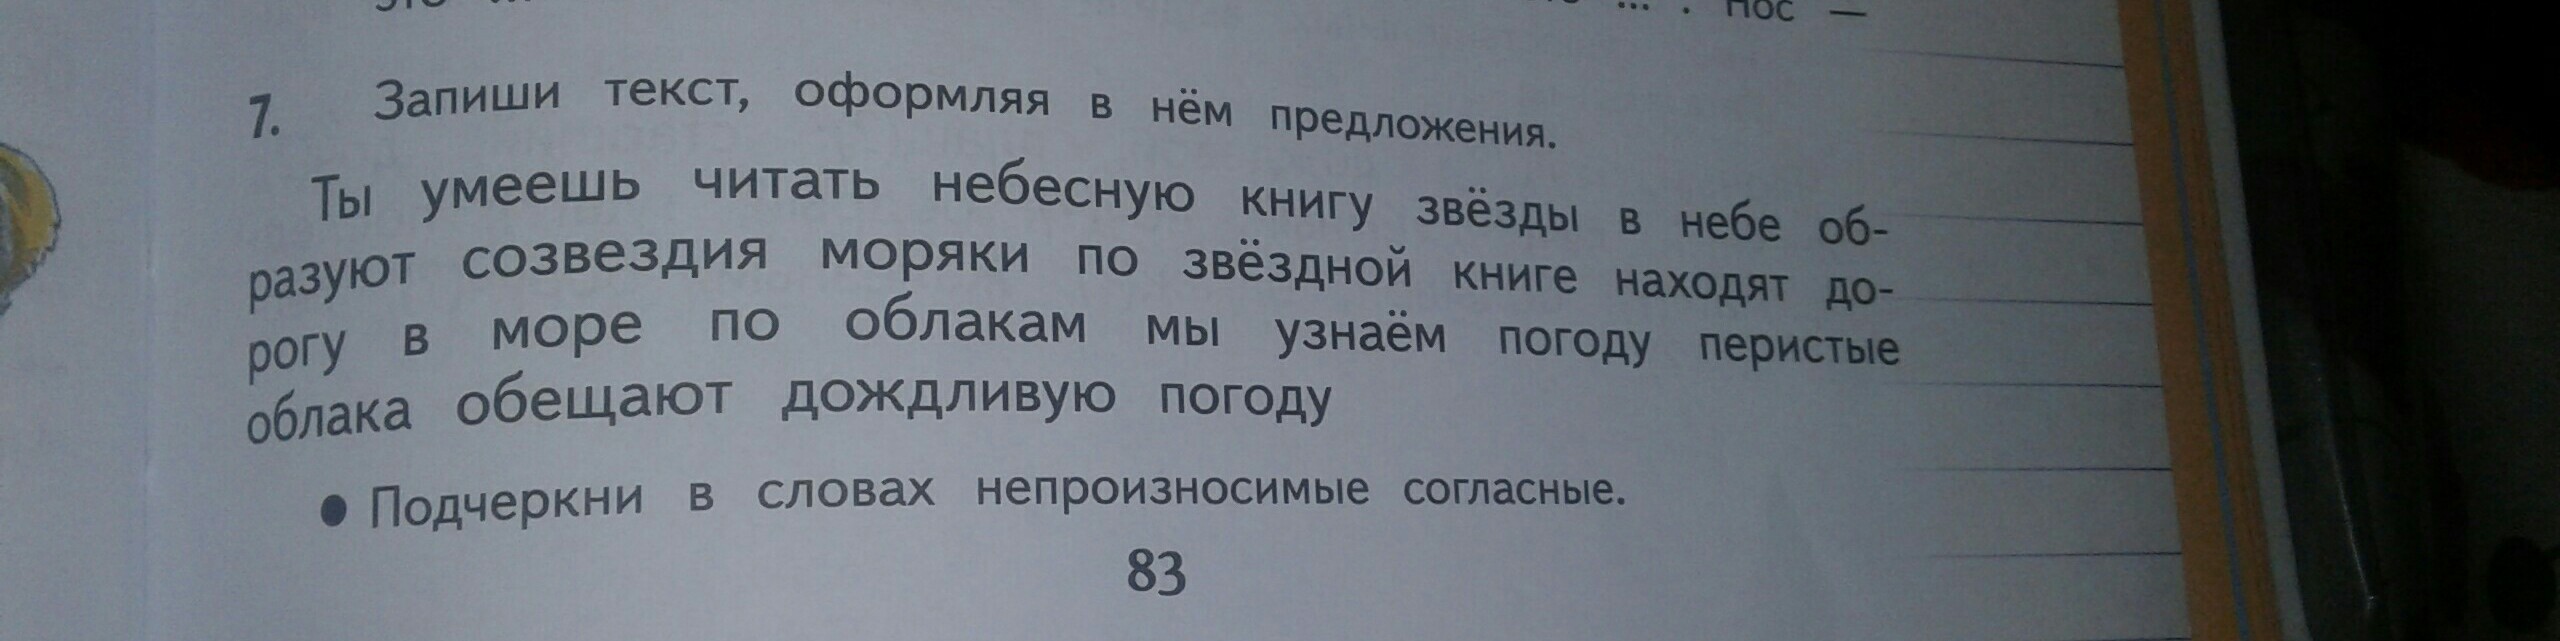 ... . Нос —
7. Запиши текст, оформляя в нём предложения.
Ты умеешь читать небесную книгу звёзды в небе об-
разуют созвездия моряки по звёздной книге находят до-
рогу в море по облакам мы узнаём погоду перистые
облака обещают дождливую погоду
● Подчеркни в словах непроизносимые согласные.
83